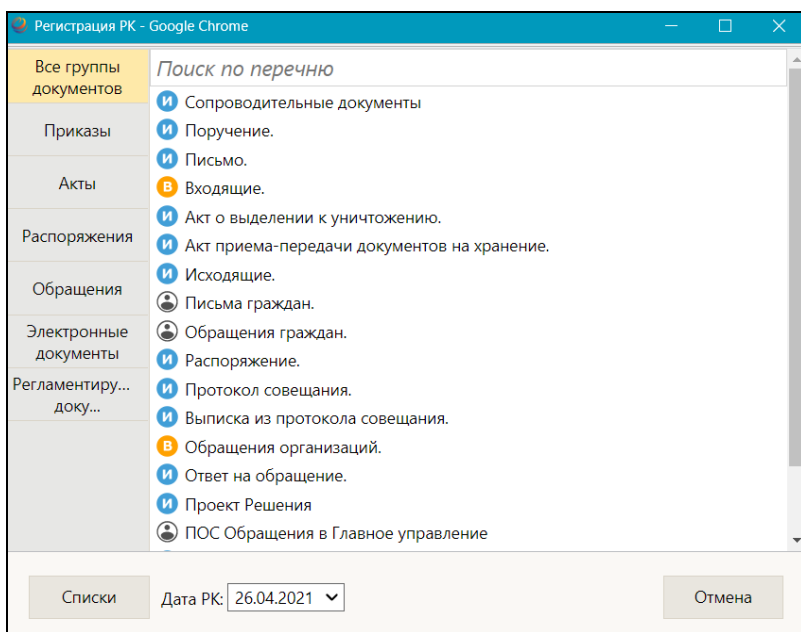 Регистрация РК - Google Chrome
Все группы
документов
Приказы
Акты
Распоряжения
Обращения
Электронные
документы
Регламентиру...
доку...
Поиск по перечню
И Сопроводительные документы
И Поручение.
И Письмо.
В Входящие.
И Акт о выделении к уничтожению.
И Акт приема-передачи документов на хранение.
И Исходящие.
Письма граждан.
Обращения граждан.
И Распоряжение.
И Протокол совещания.
И Выписка из протокола совещания.
В Обращения организаций.
И Ответ на обращение.
И Проект Решения
ПОС Обращения в Главное управление
Списки
Дата РК: 26.04.2021
Отмена